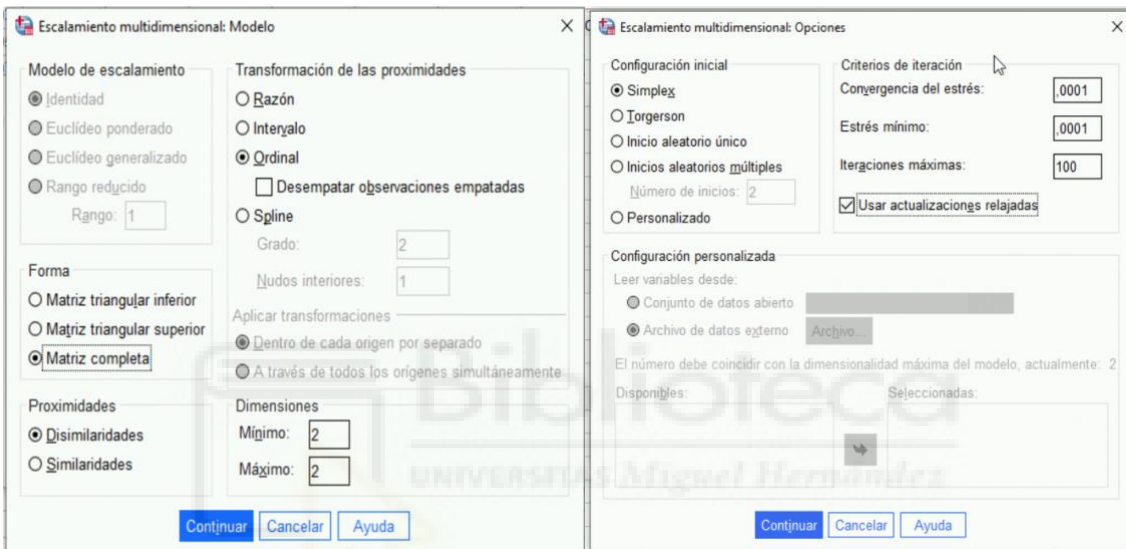 Escalamiento multidimensional: Modelo
Modelo de escalamiento
Identidad
Euclídeo ponderado
Euclídeo generalizado
Rango reducido
Rango: 1
Forma
Matriz triangular inferior
Matriz triangular superior
Matriz completa
Proximidades
Disimilaridades
Similaridades
Transformación de las proximidades
Razón
Intervalo
Ordinal
Desempatar observaciones empatadas
Spline
Grado: 2
Nudos interiores: 1
Aplicar transformaciones
Dentro de cada origen por separado
A través de todos los orígenes simultáneamente
Dimensiones
Mínimo: 2
Máximo: 2
Continuar Cancelar Ayuda
Escalamiento multidimensional: Opciones
Configuración inicial
Simplex
Torgerson
Inicio aleatorio único
Inicios aleatorios múltiples
Número de inicios: 2
Personalizado
Criterios de iteración
Convergencia del estrés: ,0001
Estrés mínimo: ,0001
Iteraciones máximas: 100
Usar actualizaciones relajadas
Configuración personalizada
Leer variables desde:
Conjunto de datos abierto
Archivo de datos externo Archivo...
El número debe coincidir con la dimensionalidad máxima del modelo, actualmente: 2
Disponibles: Seleccionadas:
Continuar Cancelar Ayuda
Biblioteca
UNIVERSITAS Miguel Hernández